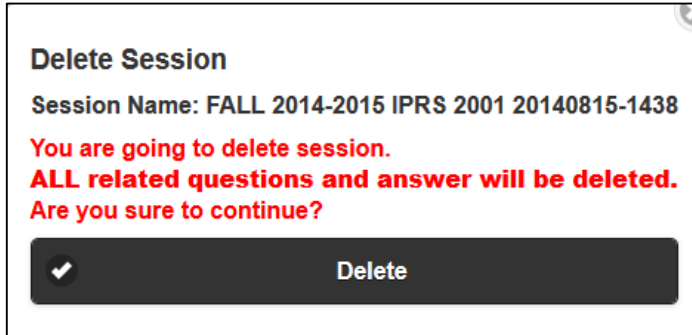 Delete Session
Session Name: FALL 2014-2015 IPRS 2001 20140815-1438
You are going to delete session.
ALL related questions and answer will be deleted.
Are you sure to continue?
Delete